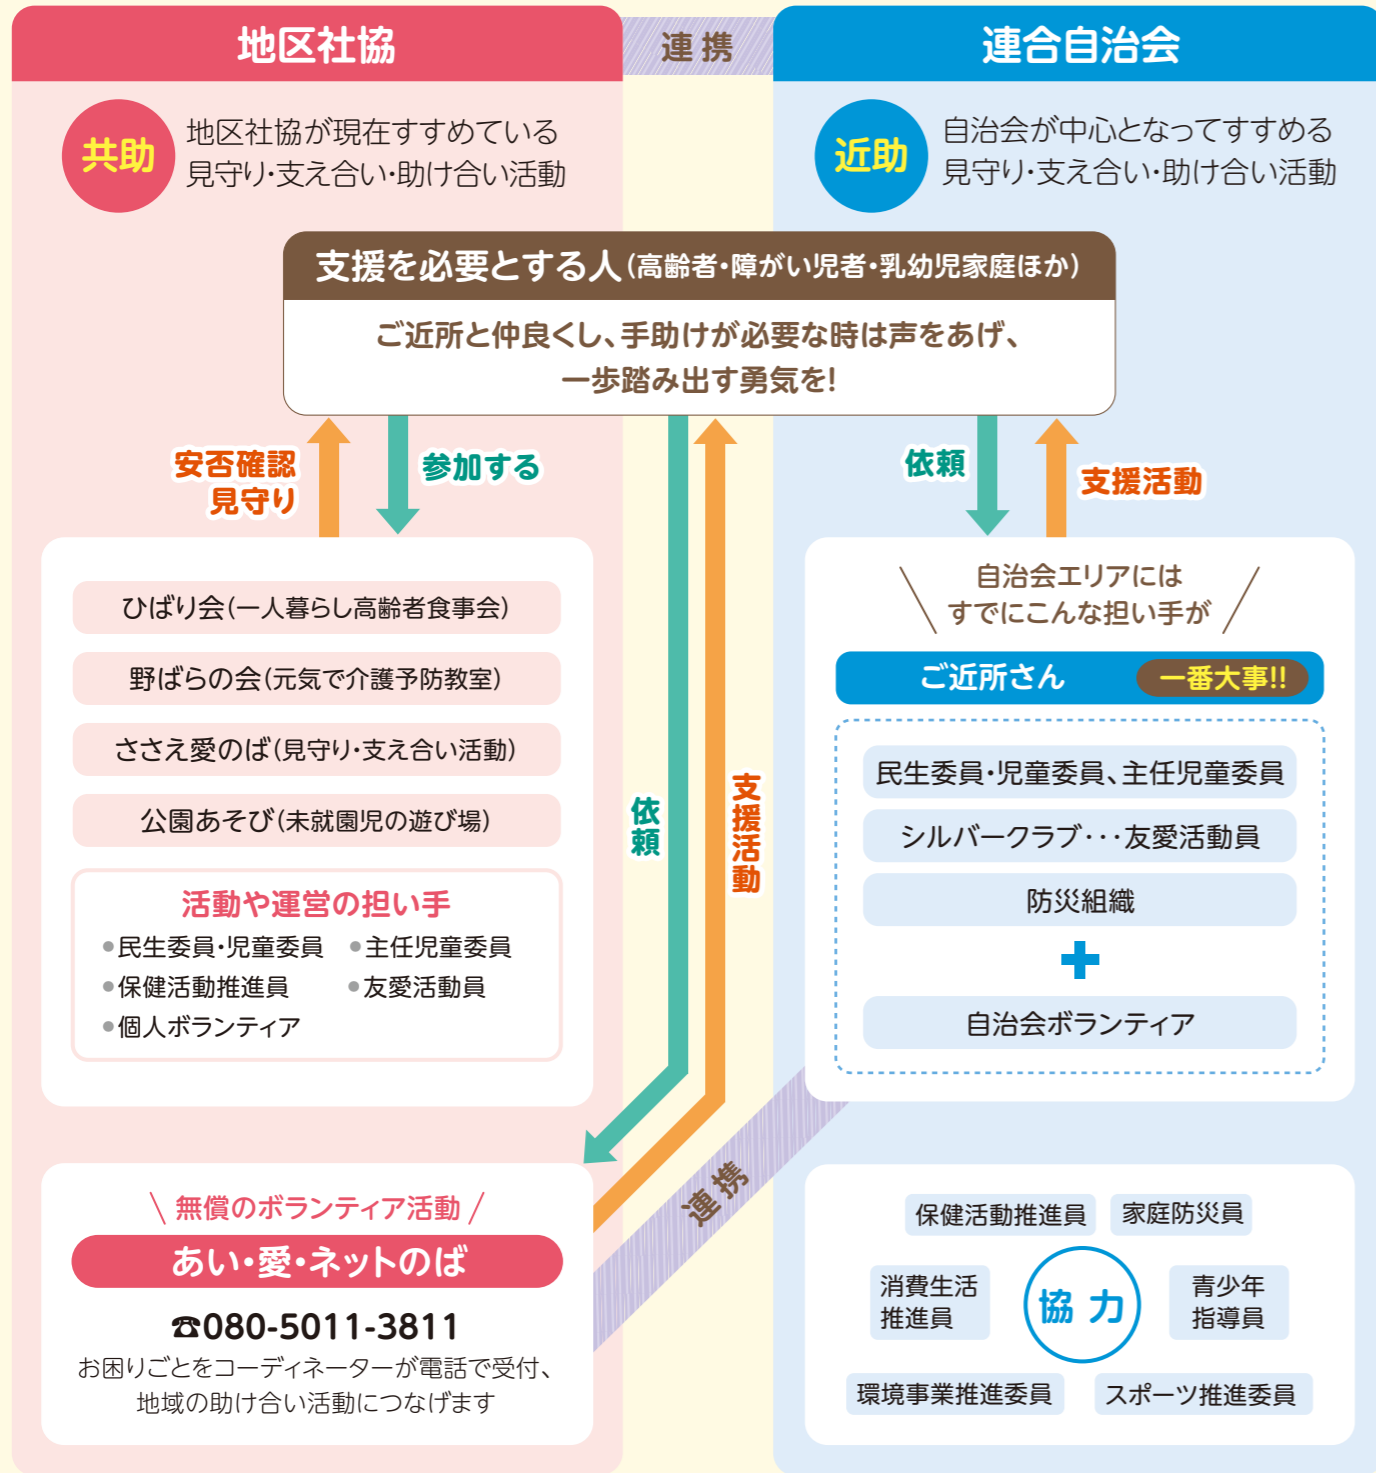 地区社協
連携
連合自治会
共助
地区社協が現在すすめている
見守り・支え合い・助け合い活動
近助
自治会が中心となってすすめる
見守り・支え合い・助け合い活動
支援を必要とする人(高齢者・障がい児者・乳幼児家庭ほか)
ご近所と仲良くし、手助けが必要な時は声をあげ、
一歩踏み出す勇気を!
安否確認
見守り
参加する
依頼
支援活動
ひばり会(一人暮らし高齢者食事会)
野ばらの会(元気で介護予防教室)
ささえ愛のば(見守り・支え合い活動)
公園あそび(未就園児の遊び場)
活動や運営の担い手
•民生委員・児童委員 •主任児童委員
•保健活動推進員 •友愛活動員
•個人ボランティア
依頼
支援活動
自治会エリアには
すでにこんな担い手が
ご近所さん 一番大事!!
民生委員・児童委員、主任児童委員
シルバークラブ・・・友愛活動員
防災組織
+
自治会ボランティア
無償のボランティア活動
あい・愛・ネットのば
☎080-5011-3811
お困りごとをコーディネーターが電話で受付、
地域の助け合い活動につなげます
連携
保健活動推進員
家庭防災員
消費生活
推進員
協力
青少年
指導員
環境事業推進委員
スポーツ推進委員